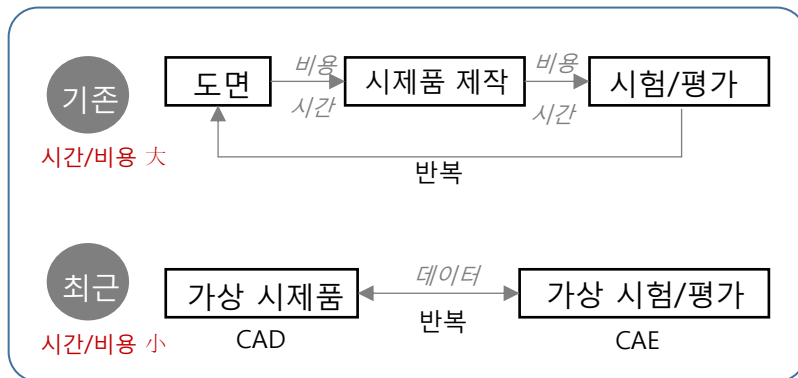 기존
시간/비용 大
도면
비용
시간
시제품 제작
비용
시간
시험/평가
반복
최근
시간/비용 小
가상 시제품
CAD
데이터
반복
가상 시험/평가
CAE